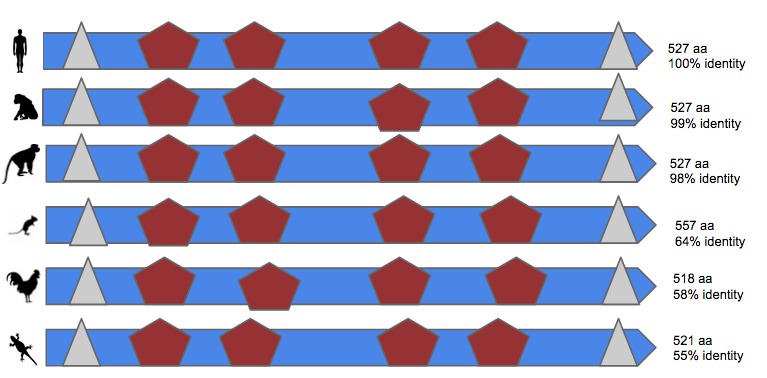 527 aa
100% identity
527 aa
99% identity
527 aa
98% identity
557 aa
64% identity
518 aa
58% identity
521 aa
55% identity